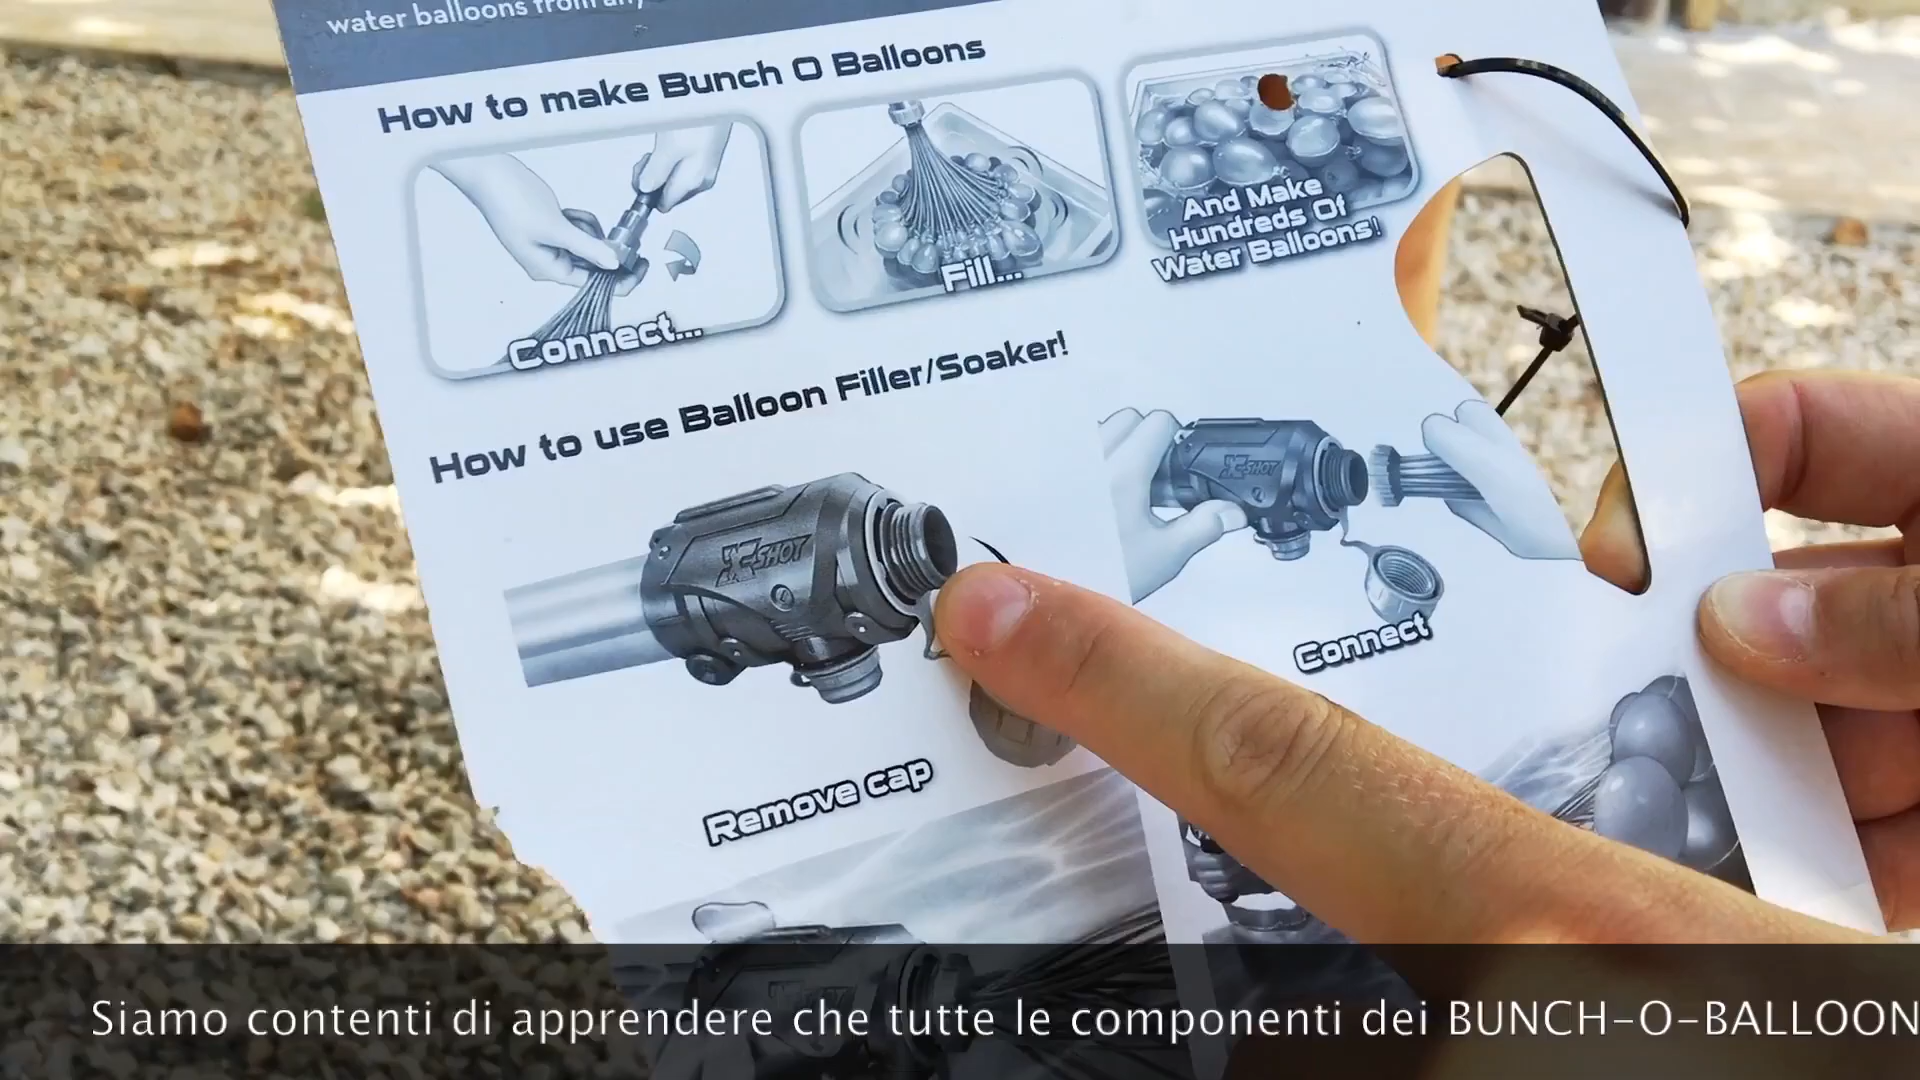 water balloons from any
How to make Bunch O Balloons
Connect...
Fill...
And Make
Hundreds Of
Water Balloons!
How to use Balloon Filler/Soaker!
X-SHOT
X-SHOT
Remove cap
Connect
Siamo contenti di apprendere che tutte le componenti dei BUNCH-O-BALLOON